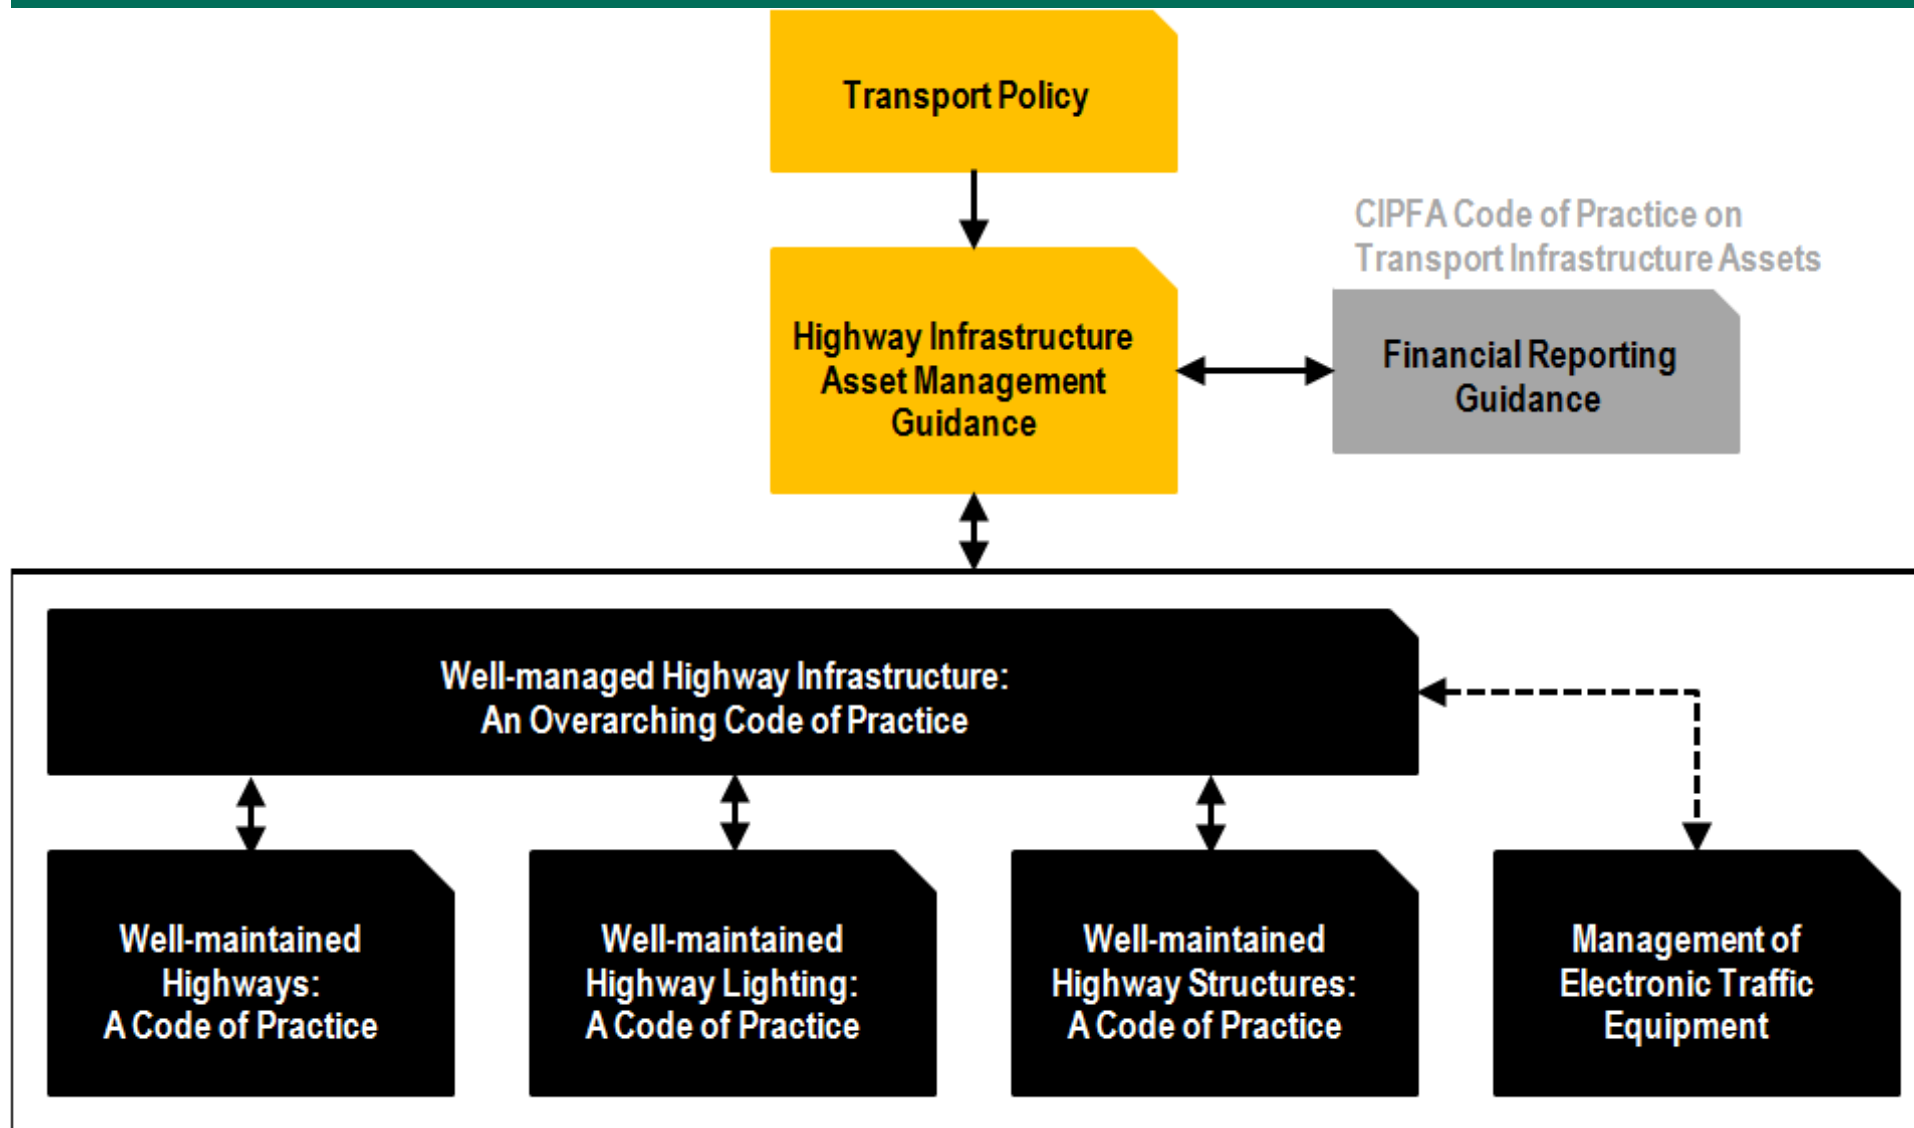 Transport Policy
CIPFA Code of Practice on
Transport Infrastructure Assets
Highway Infrastructure
Asset Management
Guidance
Financial Reporting
Guidance
Well-managed Highway Infrastructure:
An Overarching Code of Practice
Well-maintained
Highways:
A Code of Practice
Well-maintained
Highway Lighting:
A Code of Practice
Well-maintained
Highway Structures:
A Code of Practice
Management of
Electronic Traffic
Equipment